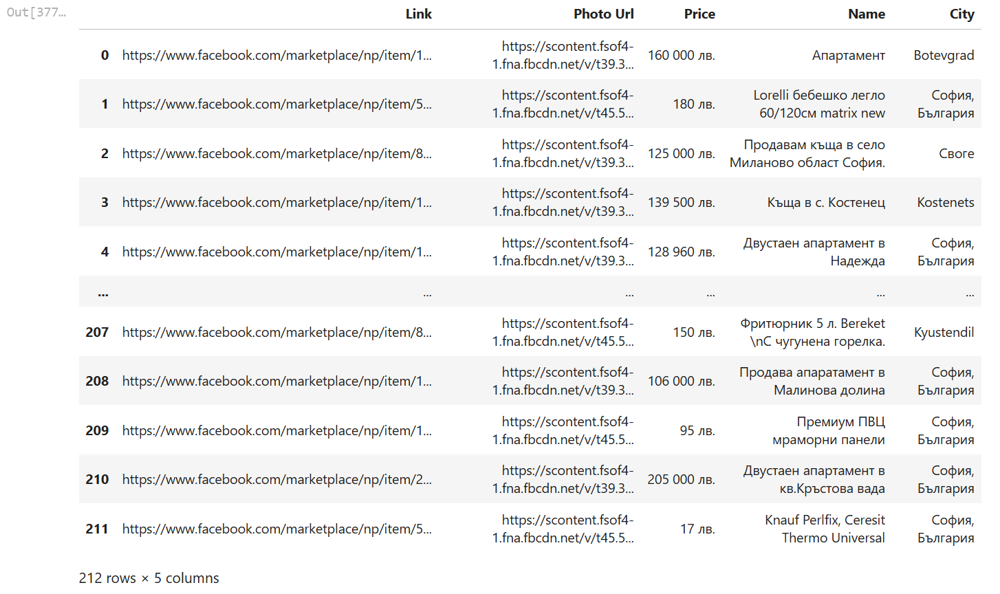 Out[377...
Link Photo Url Price Name City
0 https://www.facebook.com/marketplace/np/item/1... https://scontent.fsof4-
1.fna.fbcdn.net/v/t39.3... 160 000 лв. Апартамент Botevgrad
1 https://www.facebook.com/marketplace/np/item/5... https://scontent.fsof4-
1.fna.fbcdn.net/v/t45.5... 180 лв. Lorelli бебешко легло
60/120см matrix new София,
България
2 https://www.facebook.com/marketplace/np/item/8... https://scontent.fsof4-
1.fna.fbcdn.net/v/t39.3... 125 000 лв. Продавам къща в село
Миланово област София. Своге
3 https://www.facebook.com/marketplace/np/item/1... https://scontent.fsof4-
1.fna.fbcdn.net/v/t39.3... 139 500 лв. Къща в с. Костенец Kostenets
4 https://www.facebook.com/marketplace/np/item/1... https://scontent.fsof4-
1.fna.fbcdn.net/v/t39.3... 128 960 лв. Двустаен апартамент в
Надежда София,
България
... ... ... ... ... ...
207 https://www.facebook.com/marketplace/np/item/8... https://scontent.fsof4-
1.fna.fbcdn.net/v/t45.5... 150 лв. Фритюрник 5 л. Bereket
\nС чугунена горелка. Kyustendil
208 https://www.facebook.com/marketplace/np/item/1... https://scontent.fsof4-
1.fna.fbcdn.net/v/t39.3... 106 000 лв. Продава апаратамент в
Малинова долина София,
България
209 https://www.facebook.com/marketplace/np/item/1... https://scontent.fsof4-
1.fna.fbcdn.net/v/t45.5... 95 лв. Премиум ПВЦ
мраморни панели София,
България
210 https://www.facebook.com/marketplace/np/item/2... https://scontent.fsof4-
1.fna.fbcdn.net/v/t39.3... 205 000 лв. Двустаен апартамент в
кв.Кръстова вада София,
България
211 https://www.facebook.com/marketplace/np/item/5... https://scontent.fsof4-
1.fna.fbcdn.net/v/t45.5... 17 лв. Knauf Perlfix, Ceresit
Thermo Universal София,
България
212 rows × 5 columns